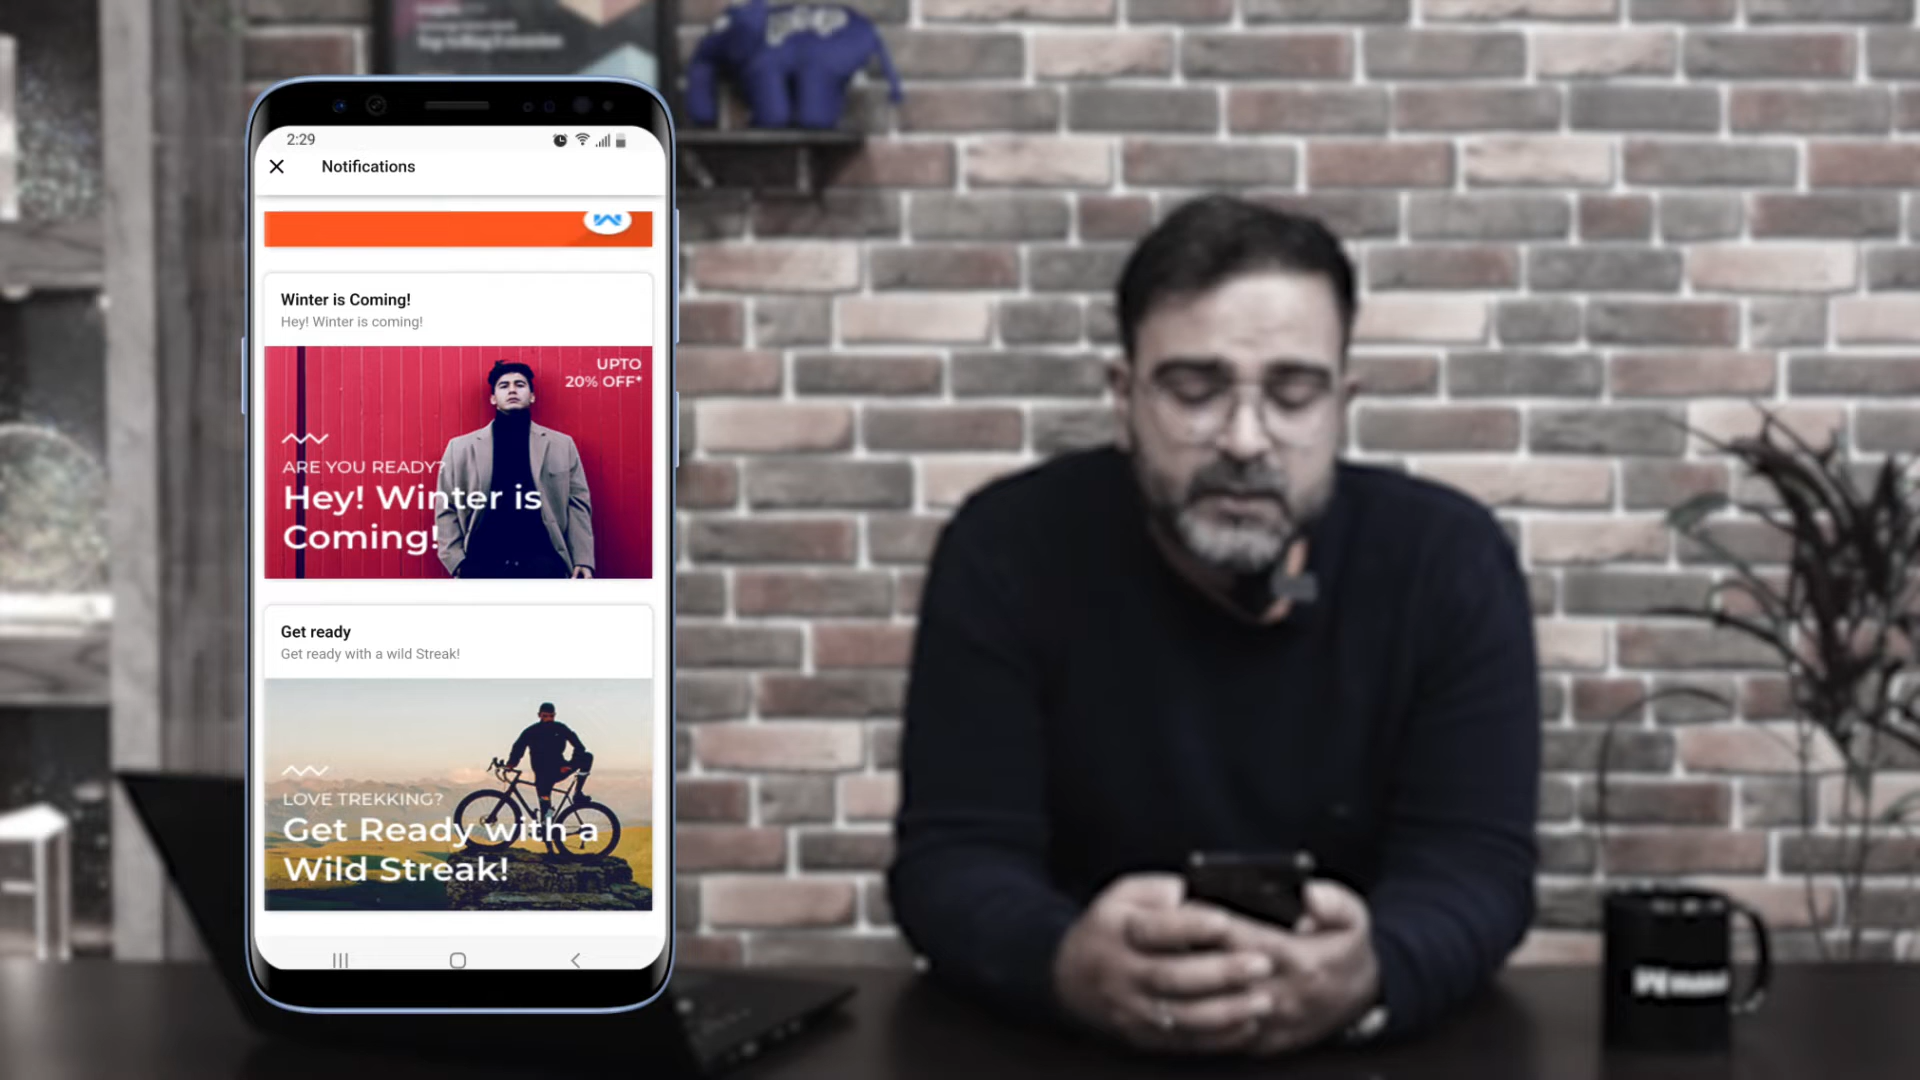 2:29
Notifications
Winter is Coming!
Hey! Winter is coming!
UPTO
20% OFF*
ARE YOU READY?
Hey! Winter is
Coming!
Get ready
Get ready with a wild Streak!
LOVE TREKKING?
Get Ready with a
Wild Streak!
php